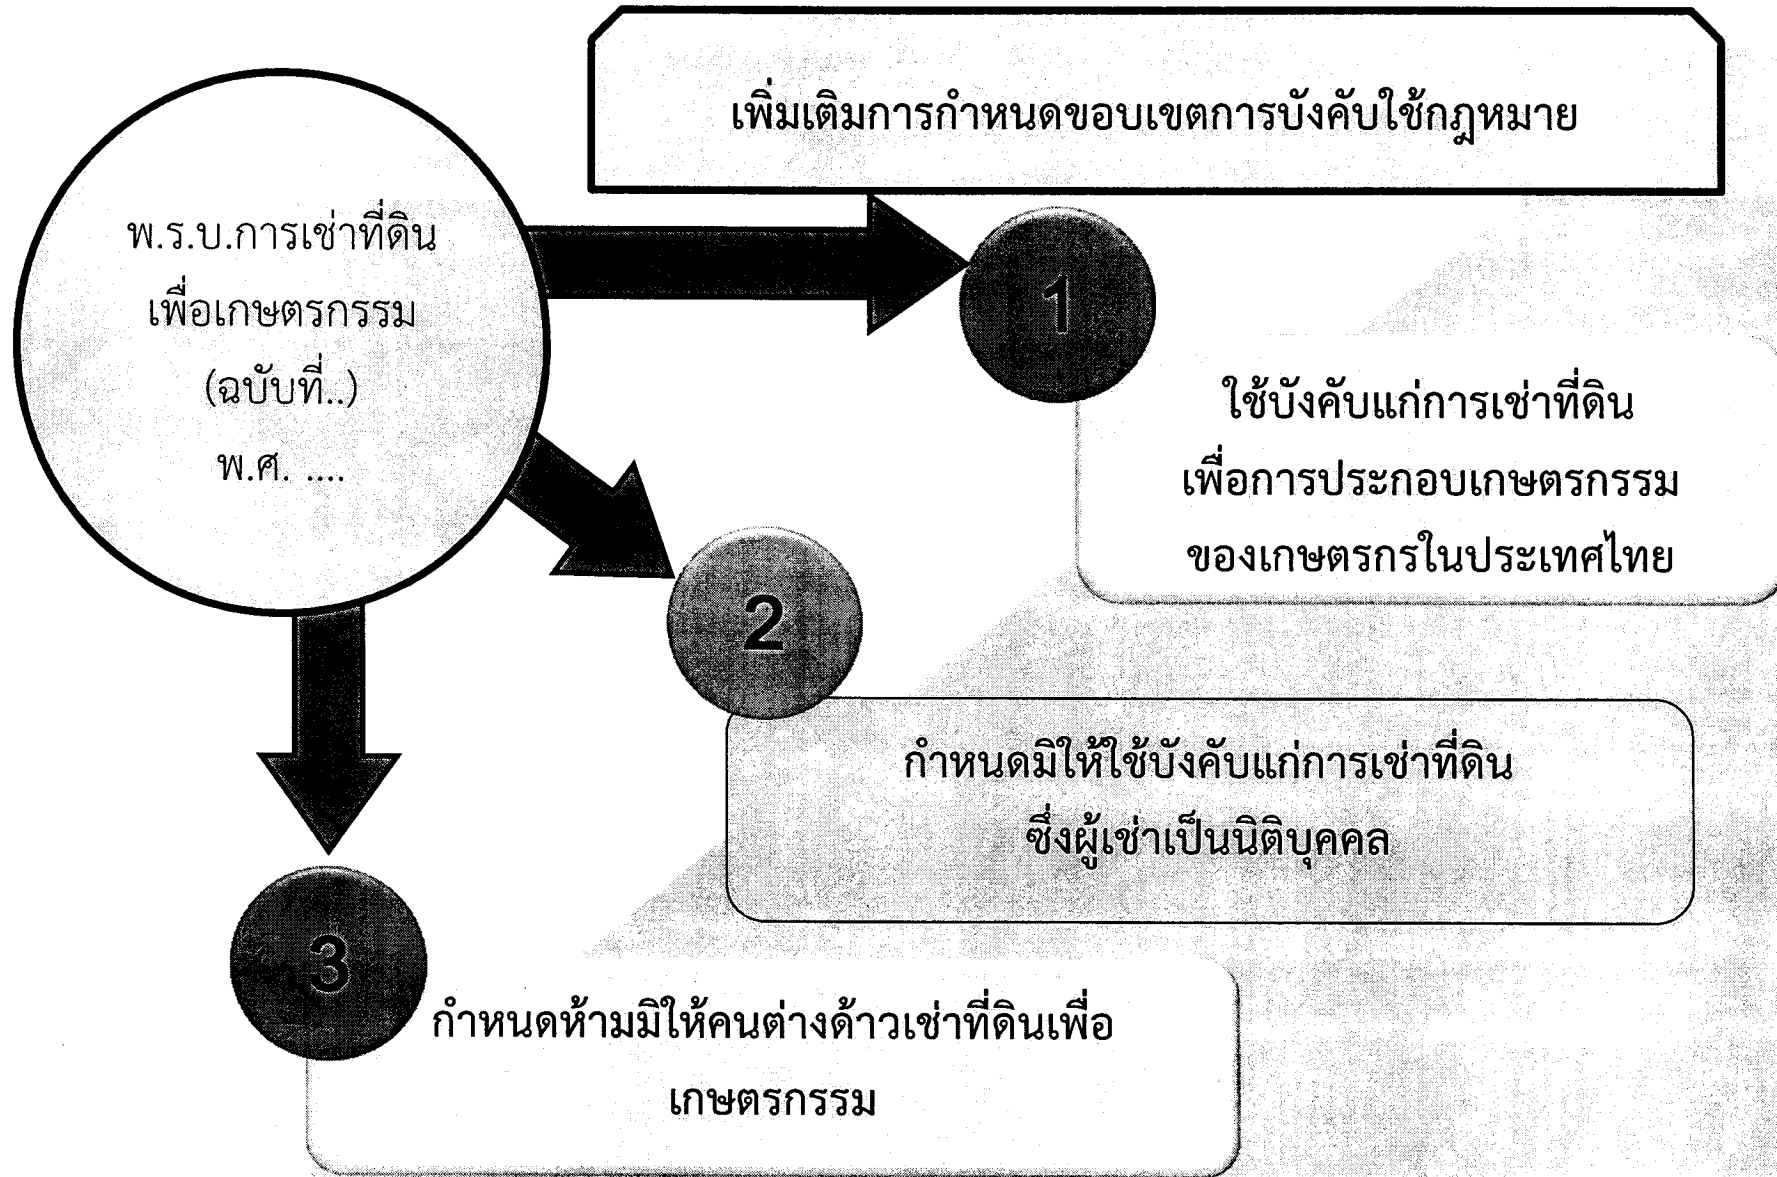 เพิ่มเติมการกำหนดขอบเขตการบังคับใช้กฎหมาย
พ.ร.บ.การเช่าที่ดิน
เพื่อเกษตรกรรม
(ฉบับที่..)
พ.ศ. ....
1
ใช้บังคับแก่การเช่าที่ดิน
เพื่อการประกอบเกษตรกรรม
ของเกษตรกรในประเทศไทย
2
กำหนดมิให้ใช้บังคับแก่การเช่าที่ดิน
ซึ่งผู้เช่าเป็นนิติบุคคล
3
กำหนดห้ามมิให้คนต่างด้าวเช่าที่ดินเพื่อ
เกษตรกรรม